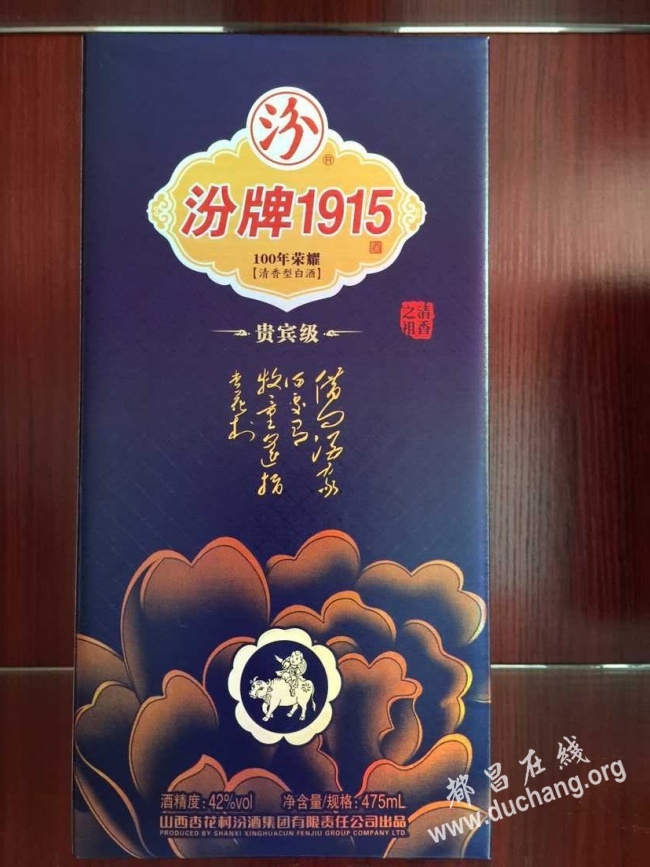 汾
®
汾牌1915
酒
100年荣耀
【清香型白酒】
清香
之祖
贵宾级
借问酒家
何处有
牧童遥指
杏花村
酒精度:42%vol 净含量/规格:475mL
山西杏花村汾酒集团有限责任公司出品
PRODUCED BY SHANXI XINGHUACUN FENJIU GROUP COMPANY LTD
都昌在线
www.duchang.org